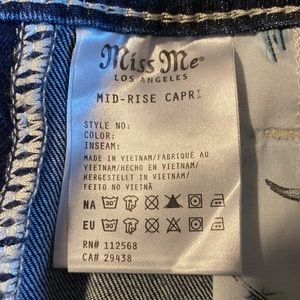 Miss Me®
LOS ANGELES
MID-RISE CAPRI
STYLE NO:
COLOR:
INSEAM:
MADE IN VIETNAM/FABRIQUÉ AU
VIETNAM/HECHO EN VIETNAM/
HERGESTELLT IN VIETNAM/
FEITO NO VIETNÃ
NA
EU
RN# 112568
CA# 29438